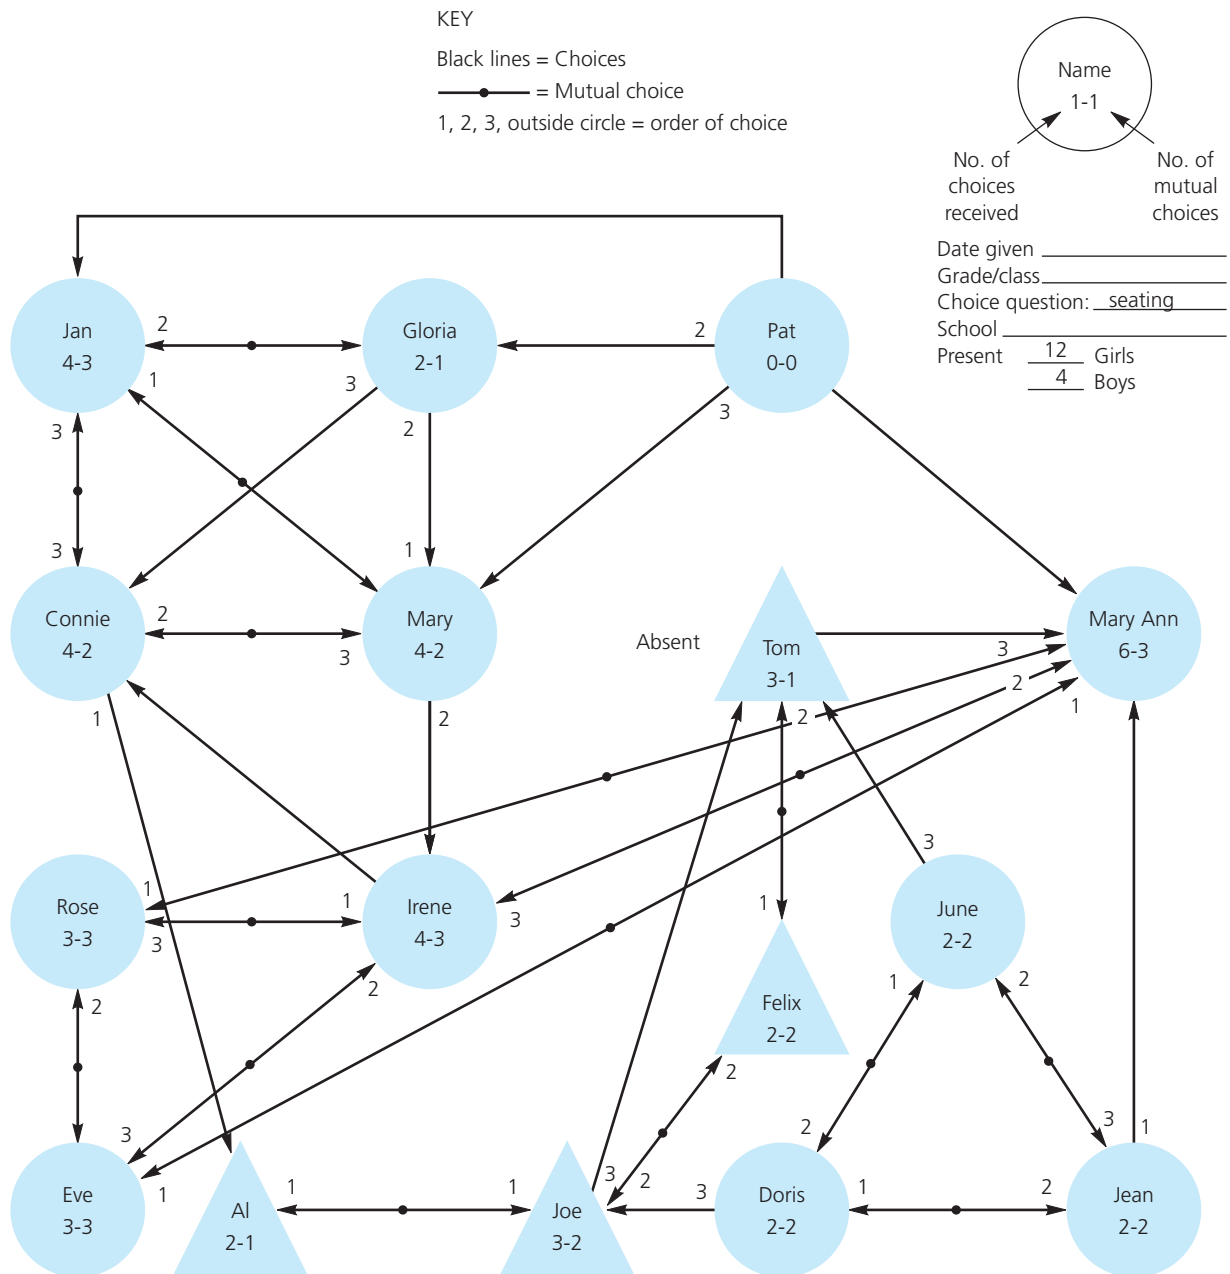 KEY
Black lines = Choices
= Mutual choice
1, 2, 3, outside circle = order of choice
Name
1-1
No. of
choices
received
No. of
mutual
choices
Date given
Grade/class
Choice question: seating
School
Present 12 Girls
4 Boys
Jan
4-3
2
1
3
Gloria
2-1
3
2
2
Pat
0-0
3
3
1
Connie
4-2
2
1
3
Mary
4-2
2
Absent
Tom
3-1
Mary Ann
6-3
3
2
1
2
Rose
3-3
1
3
2
1
Irene
4-3
3
2
1
Felix
2-2
2
3
June
2-2
1
2
3
Eve
3-3
1
Al
2-1
1
1
Joe
3-2
3
2
3
2
Doris
2-2
1
2
3
1
Jean
2-2